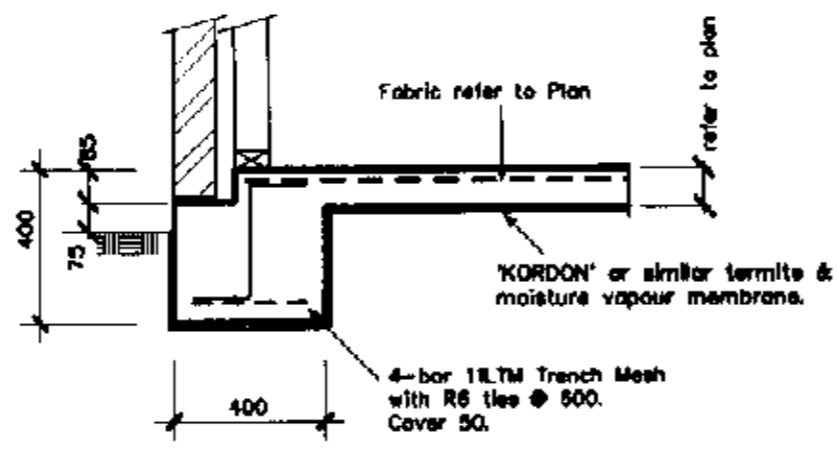 Fabric refer to Plan
refer to plan
85
400
75
'KORDON' or similar termite &
moisture vapour membrane.
4-bar 11LTM Trench Mesh
with R6 ties @ 600.
Cover 50.
400